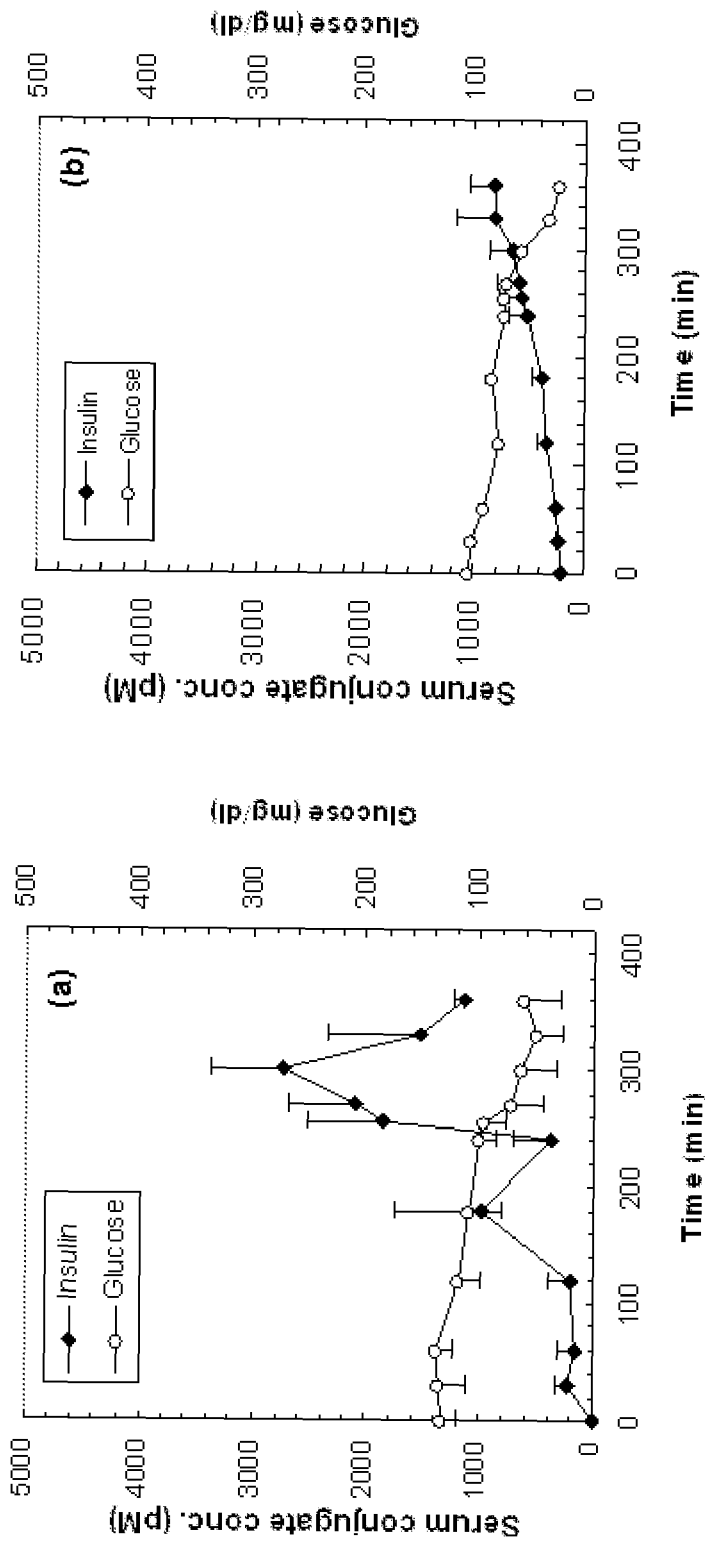 (a)
Insulin
Glucose
Serum conjugate conc. (pM)
5000
4000
3000
2000
1000
0
Glucose (mg/dl)
500
400
300
200
100
0
0
100
200
300
400
Time (min)
(b)
Insulin
Glucose
Serum conjugate conc. (pM)
5000
4000
3000
2000
1000
0
Glucose (mg/dl)
500
400
300
200
100
0
0
100
200
300
400
Time (min)